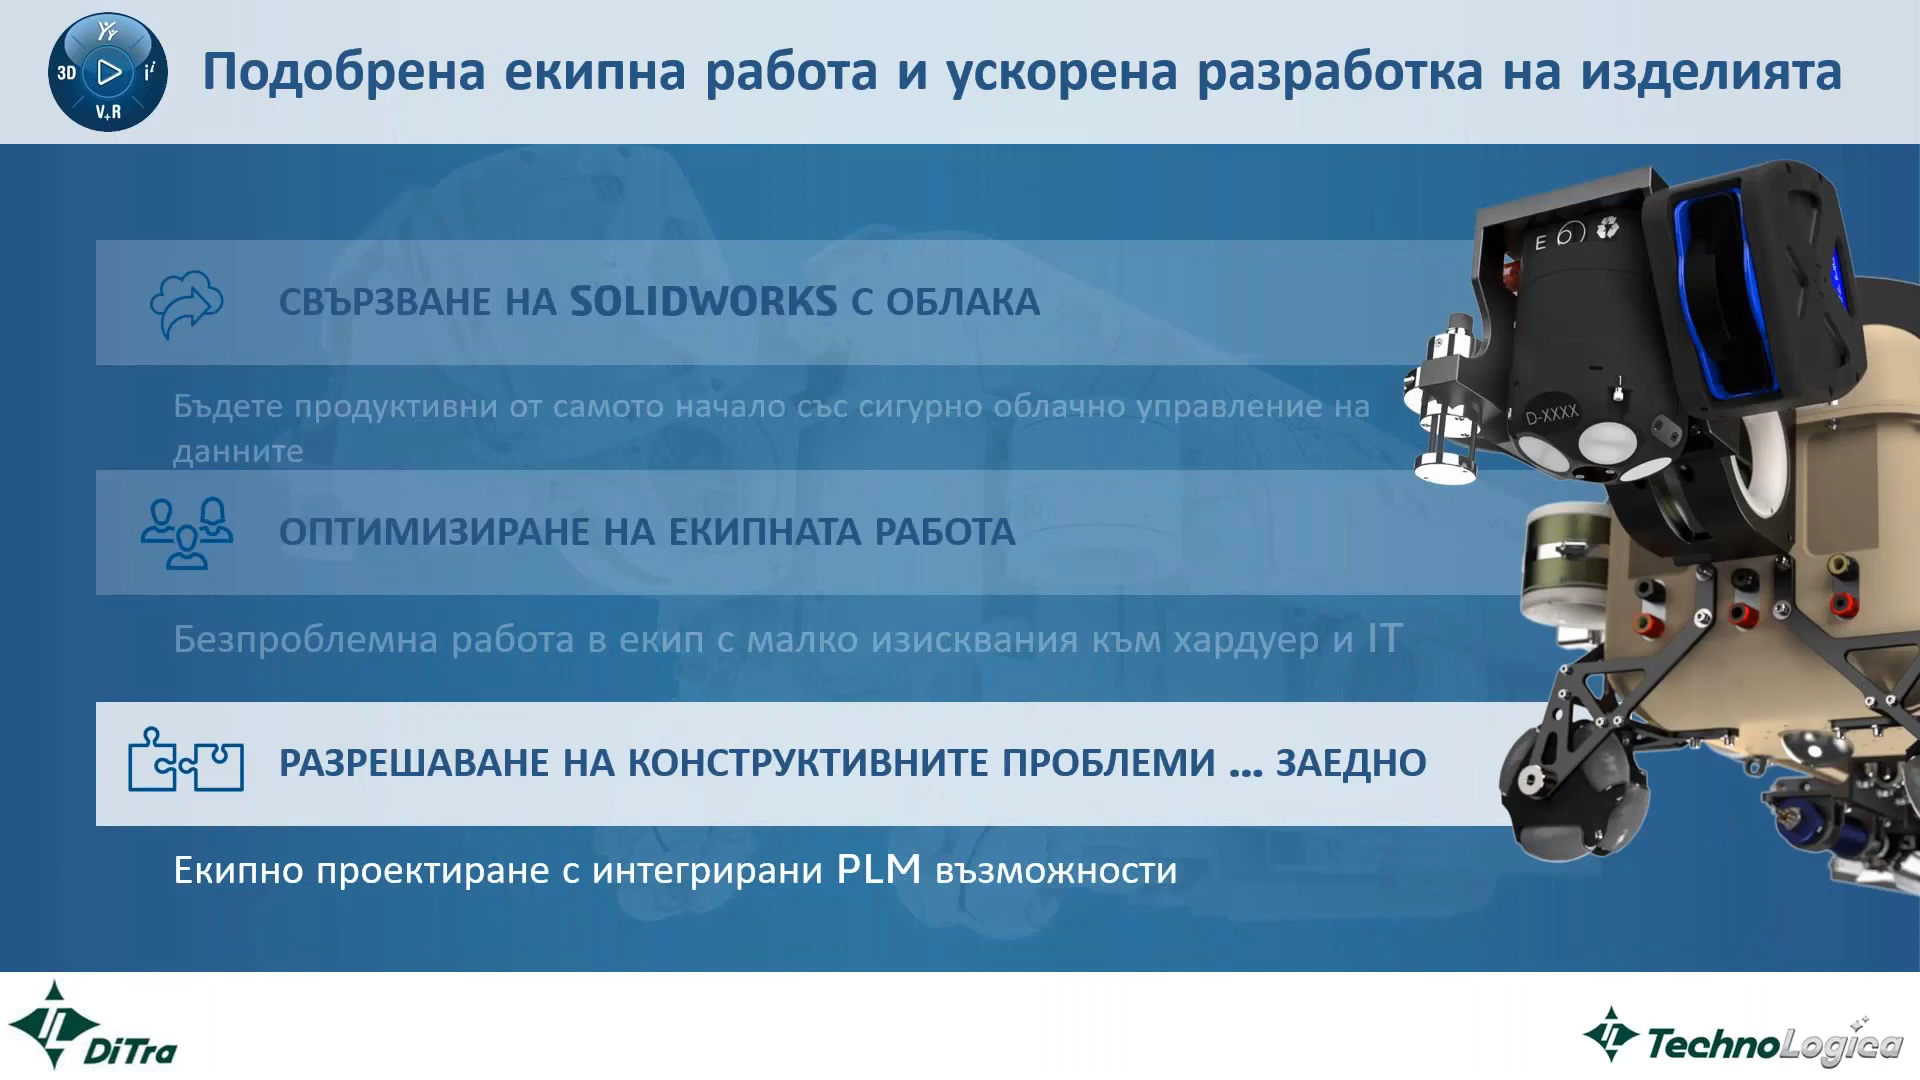 3D
V+R
Подобрена екипна работа и ускорена разработка на изделията
СВЪРЗВАНЕ НА SOLIDWORKS С ОБЛАКА
Бъдете продуктивни от самото начало със сигурно облачно управление на
данните
ОПТИМИЗИРАНЕ НА ЕКИПНАТА РАБОТА
Безпроблемна работа в екип с малко изисквания към хардуер и IT
РАЗРЕШАВАНЕ НА КОНСТРУКТИВНИТЕ ПРОБЛЕМИ ... ЗАЕДНО
Екипно проектиране с интегрирани PLM възможности
D-XXXX
DiTra
TechnoLogica